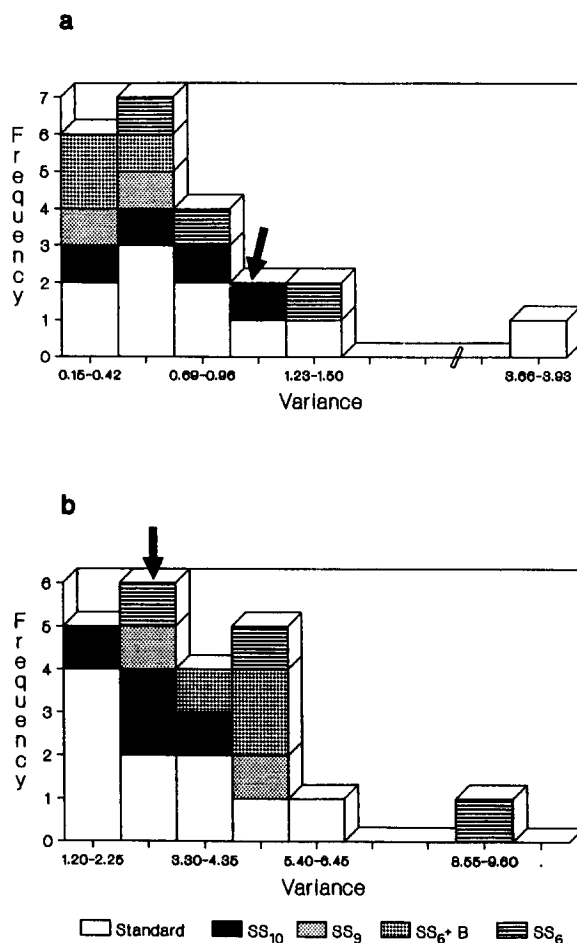 a
Frequency
7
6
5
4
3
2
1
0
0.15-0.42 0.69-0.96 1.23-1.50 3.66-3.93
Variance
b
Frequency
6
5
4
3
2
1
0
1.20-2.25 3.30-4.35 5.40-6.45 8.55-9.60
Variance
Standard SS10 SS9 SS6+ B SS6